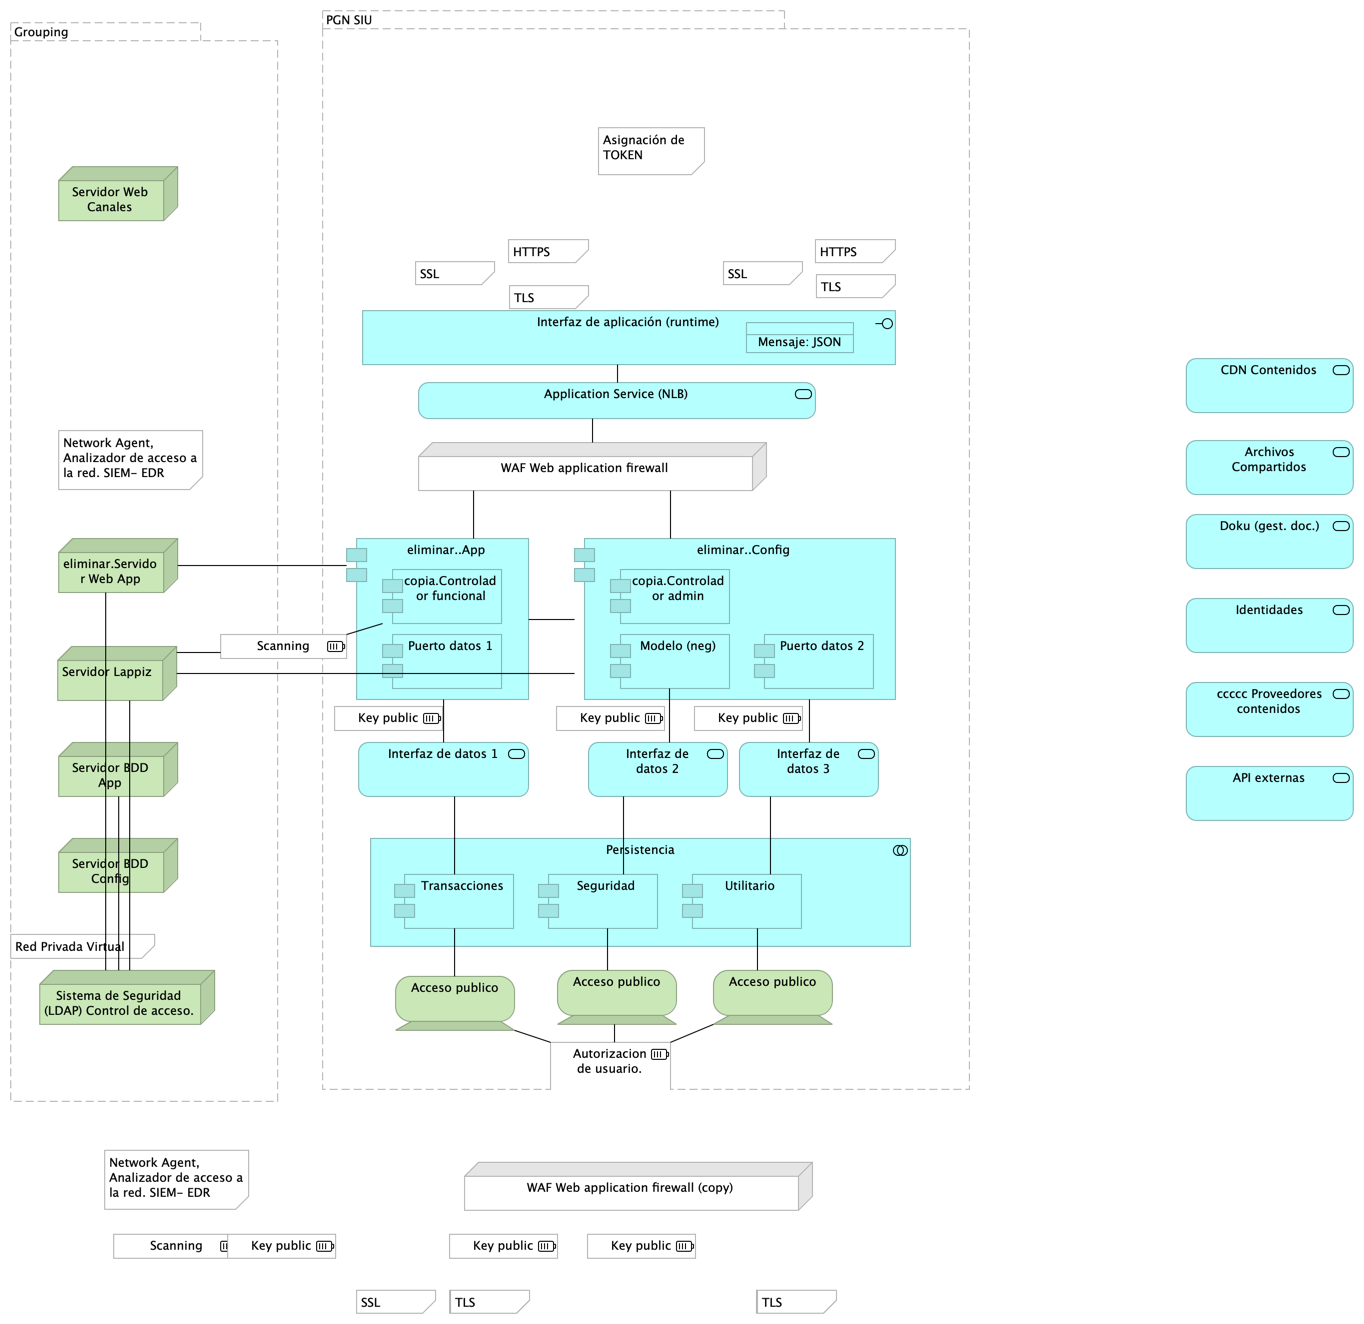 Grouping
PGN SIU
Asignación de
TOKEN
Servidor Web
Canales
HTTPS
SSL
TLS
HTTPS
SSL
TLS
Interfaz de aplicación (runtime)
Mensaje: JSON
Application Service (NLB)
WAF Web application firewall
Network Agent,
Analizador de acceso a
la red. SIEM- EDR
eliminar.Servido
r Web App
eliminar..App
copia.Controlad
or funcional
Puerto datos 1
eliminar..Config
copia.Controlad
or admin
Modelo (neg)
Puerto datos 2
Scanning
Servidor Lappiz
Key public
Key public
Key public
Servidor BDD
App
Interfaz de datos 1
Interfaz de
datos 2
Interfaz de
datos 3
Servidor BDD
Config
Persistencia
Transacciones
Seguridad
Utilitario
Red Privada Virtual
Sistema de Seguridad
(LDAP) Control de acceso.
Acceso publico
Acceso publico
Acceso publico
Autorizacion
de usuario.
CDN Contenidos
Archivos
Compartidos
Doku (gest. doc.)
Identidades
ccccc Proveedores
contenidos
API externas
Network Agent,
Analizador de acceso a
la red. SIEM- EDR
WAF Web application firewall (copy)
Scanning
Key public
Key public
Key public
SSL
TLS
TLS